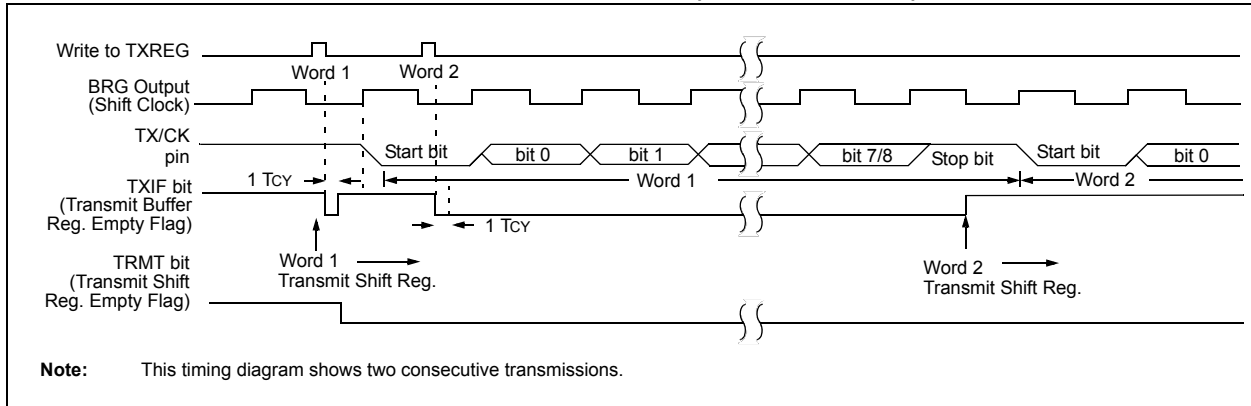 Write to TXREG
Word 1
Word 2
BRG Output
(Shift Clock)
TX/CK
pin
Start bit
bit 0
bit 1
bit 7/8
Stop bit
Start bit
bit 0
1 TCY
Word 1
Word 2
TXIF bit
(Transmit Buffer
Reg. Empty Flag)
1 TCY
Word 1
Transmit Shift Reg.
Word 2
Transmit Shift Reg.
TRMT bit
(Transmit Shift
Reg. Empty Flag)
Note: This timing diagram shows two consecutive transmissions.